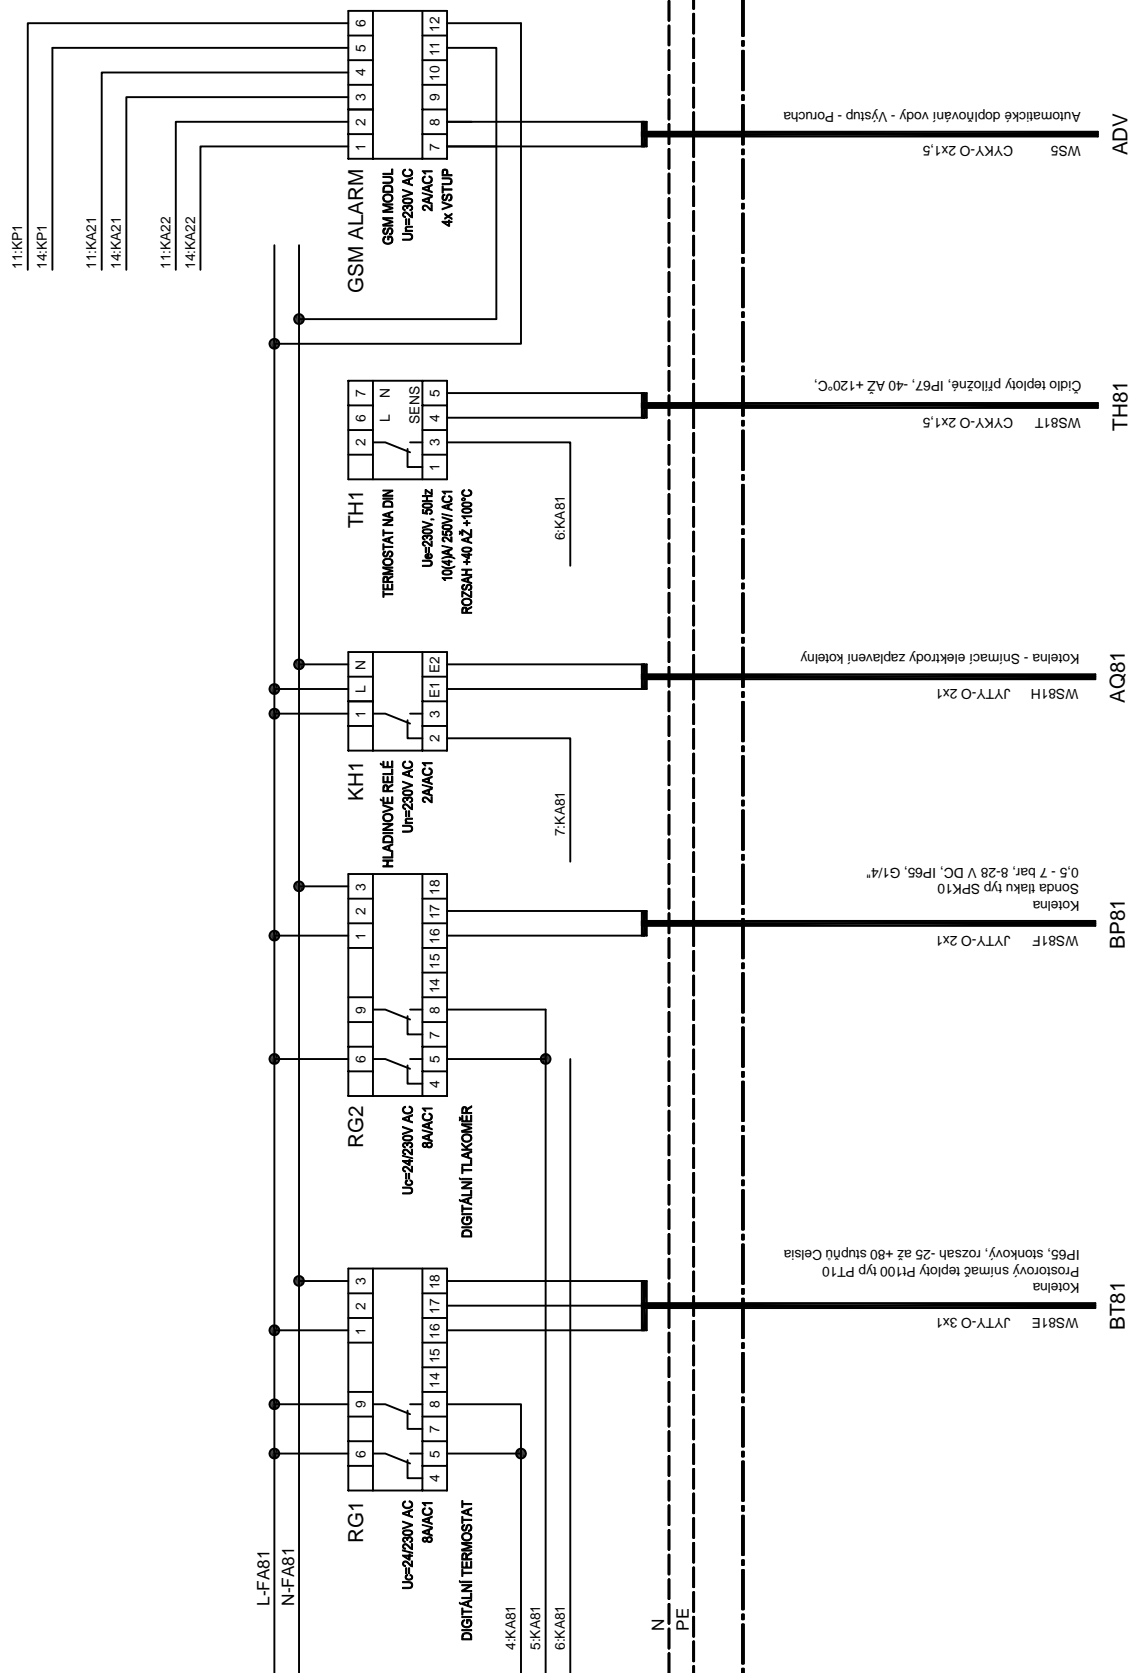 L-FA81
N-FA81
4:KA81
5:KA81
6:KA81
N
PE
RG1
Uc=24/230V AC
8A/AC1
DIGITÁLNÍ TERMOSTAT
6
9
1
2
3
4
5
7
8
14
15
16
17
18
WS81E JYTY-O 3x1
Kotelna
Prostorový snímač teploty Pt100 typ PT10
IP65, stonkový, rozsah -25 až +80 stupňů Celsia
BT81
RG2
Uc=24/230V AC
8A/AC1
DIGITÁLNÍ TLAKOMĚR
6
9
1
2
3
4
5
7
8
14
15
16
17
18
WS81F JYTY-O 2x1
Kotelna
Sonda tlaku typ SPK10
0,5 - 7 bar, 8-28 V DC, IP65, G1/4"
BP81
KH1
HLADINOVÉ RELÉ
Un=230V AC
2A/AC1
1
L
N
2
3
E1
E2
7:KA81
WS81H JYTY-O 2x1
Kotelna - Snímací elektrody zaplavení kotelny
AQ81
TH1
TERMOSTAT NA DIN
Ue=230V, 50Hz
10(4)A/ 250V/ AC1
ROZSAH +40 AŽ +100°C
2
6
7
L
N
SENS
1
3
4
5
6:KA81
WS81T CYKY-O 2x1,5
Čidlo teploty příložné, IP67, -40 AŽ +120°C,
TH81
GSM ALARM
GSM MODUL
Un=230V AC
2A/AC1
4x VSTUP
1
2
3
4
5
6
7
8
9
10
11
12
11:KP1
14:KP1
11:KA21
14:KA21
11:KA22
14:KA22
WS5 CYKY-O 2x1,5
Automatické doplňování vody - Výstup - Porucha
ADV